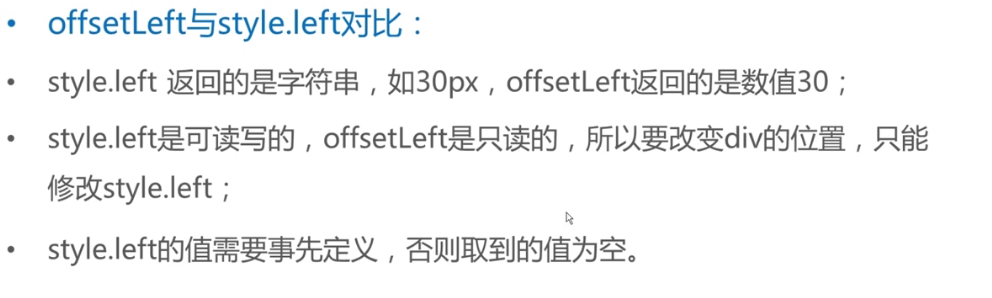 • offsetLeft与style.left对比：
• style.left 返回的是字符串，如30px，offsetLeft返回的是数值30；
• style.left是可读写的，offsetLeft是只读的，所以要改变div的位置，只能
修改style.left；
• style.left的值需要事先定义，否则取到的值为空。